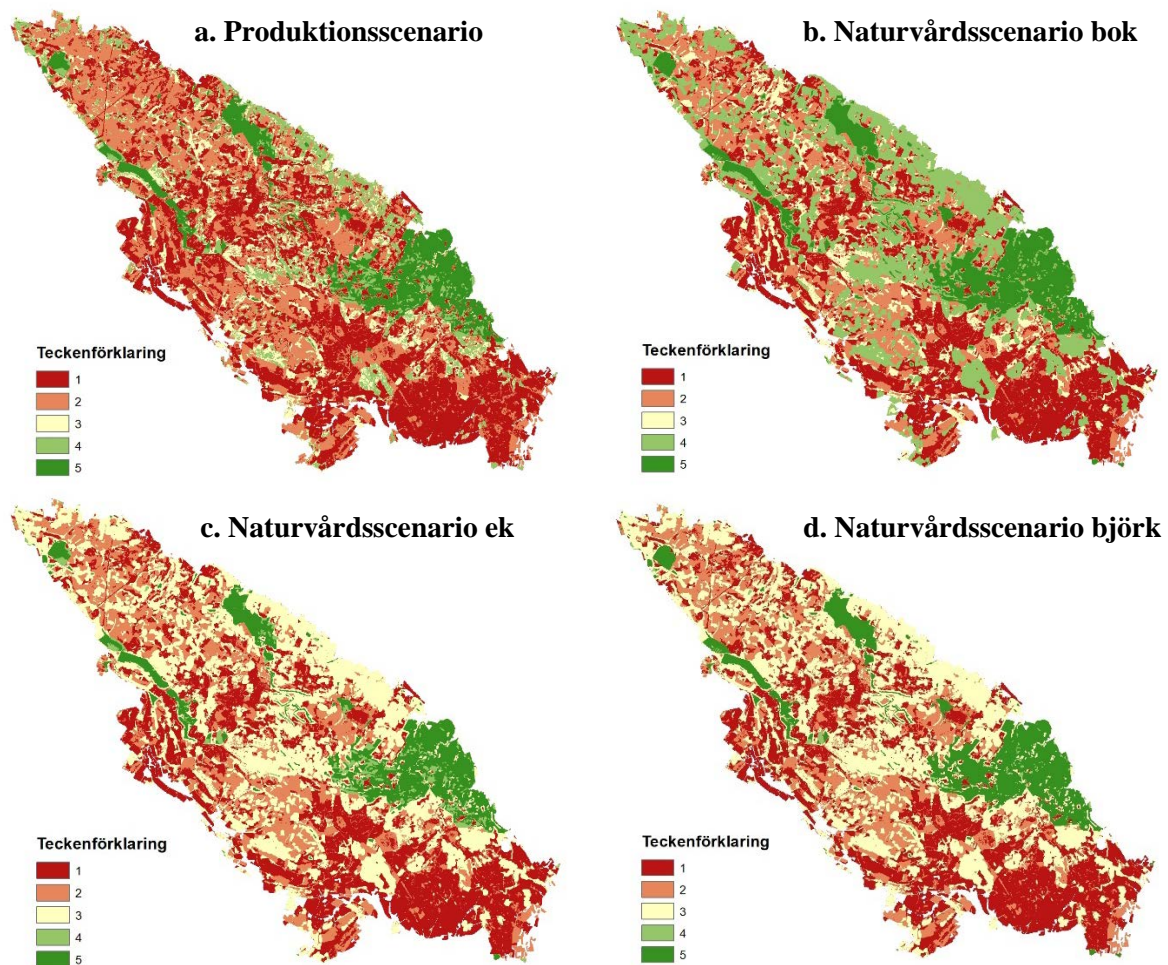 a. Produktionsscenario
Teckenförklaring
1
2
3
4
5
b. Naturvårdsscenario bok
Teckenförklaring
1
2
3
4
5
c. Naturvårdsscenario ek
Teckenförklaring
1
2
3
4
5
d. Naturvårdsscenario björk
Teckenförklaring
1
2
3
4
5